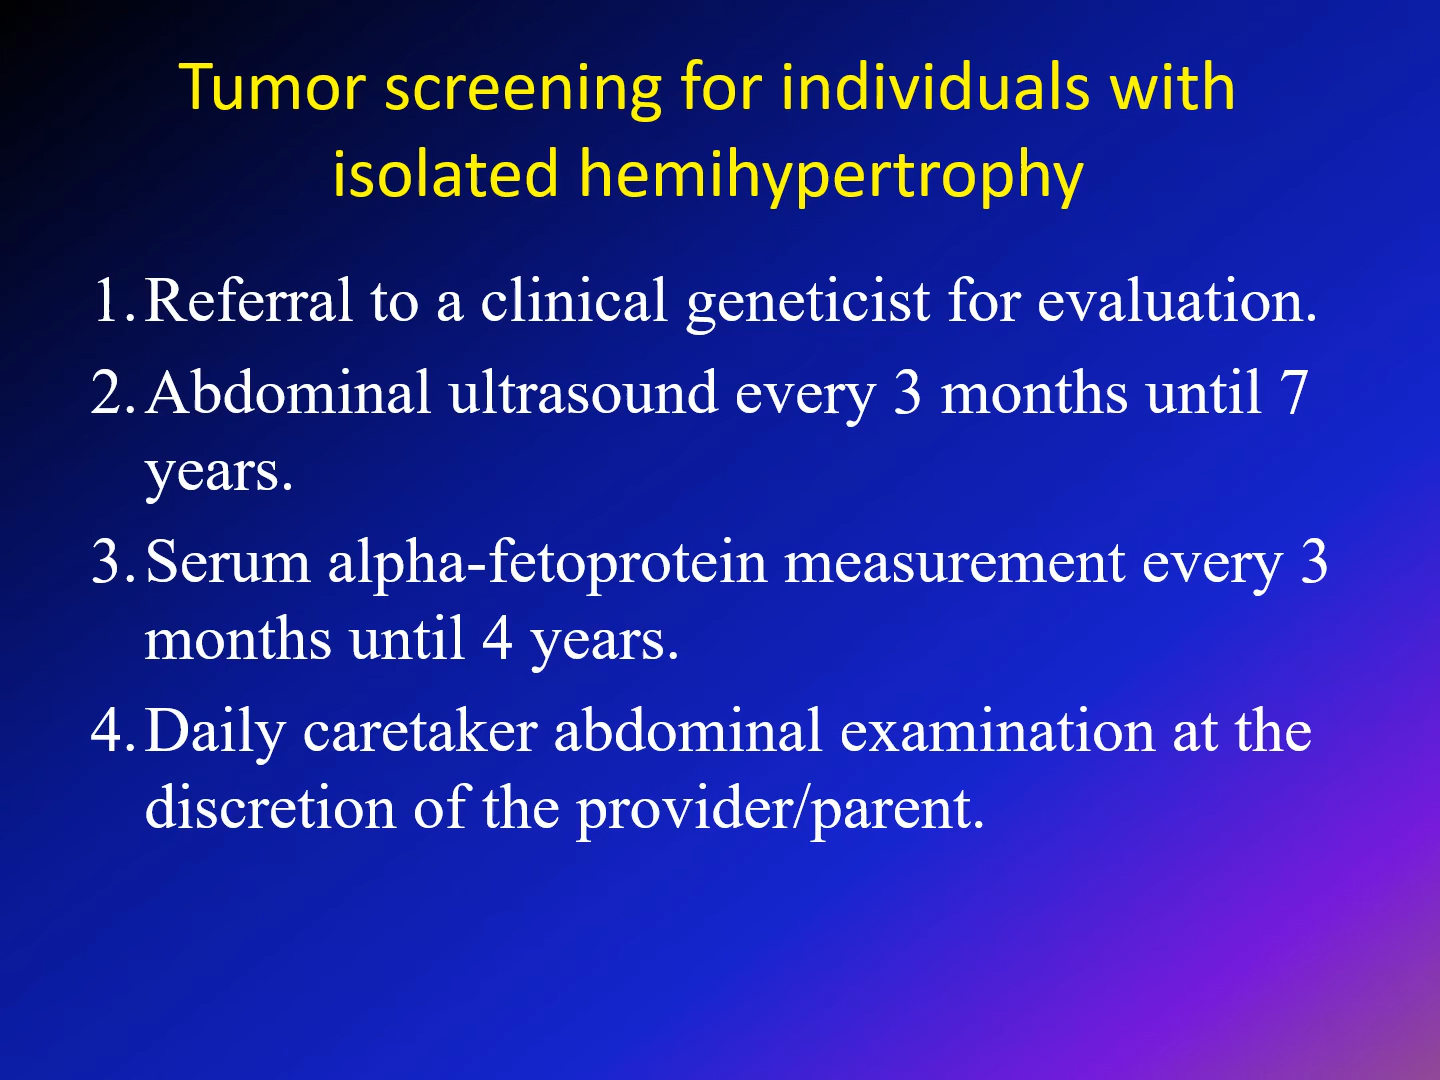 Tumor screening for individuals with
isolated hemihypertrophy
1. Referral to a clinical geneticist for evaluation.
2. Abdominal ultrasound every 3 months until 7
years.
3. Serum alpha-fetoprotein measurement every 3
months until 4 years.
4. Daily caretaker abdominal examination at the
discretion of the provider/parent.